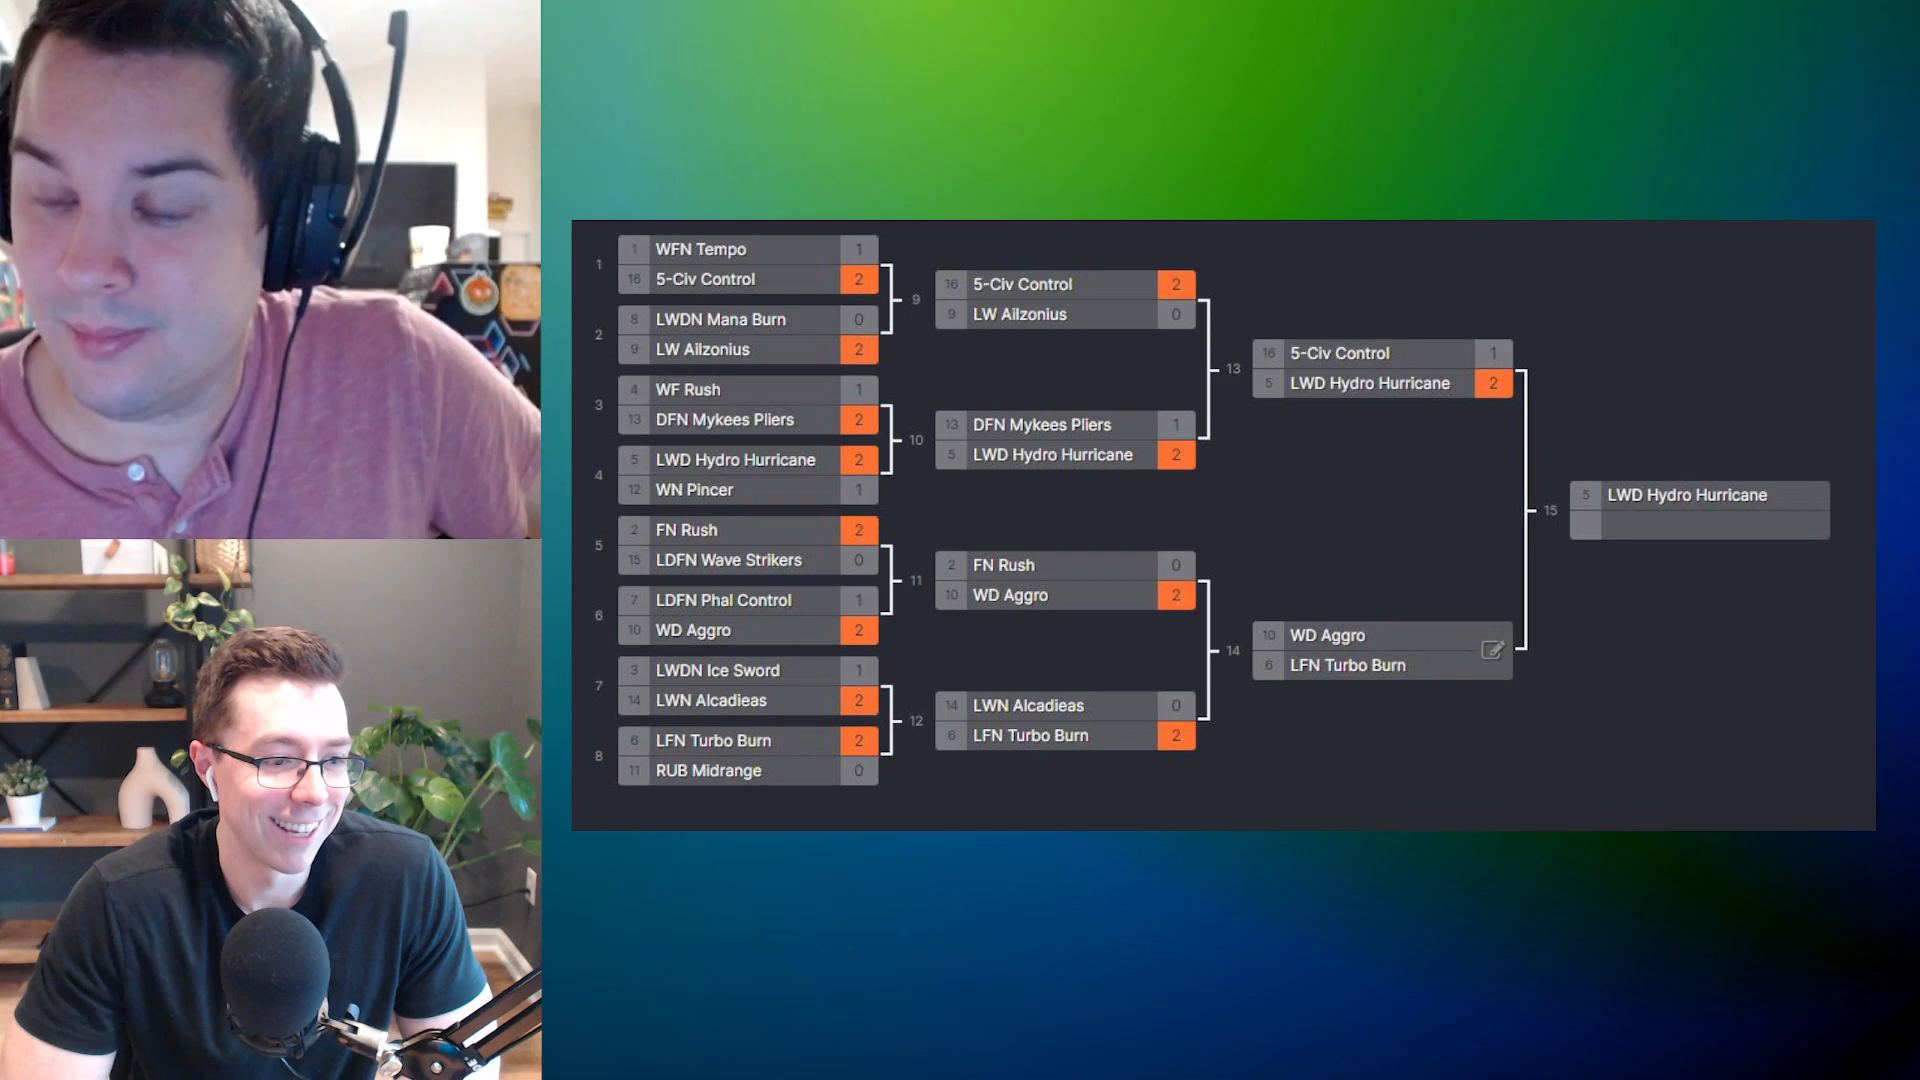 1
1 WFN Tempo 1
16 5-Civ Control 2
2
8 LWDN Mana Burn 0
9 LW Ailzonius 2
3
4 WF Rush 1
13 DFN Mykees Pliers 2
4
5 LWD Hydro Hurricane 2
12 WN Pincer 1
5
2 FN Rush 2
15 LDFN Wave Strikers 0
6
7 LDFN Phal Control 1
10 WD Aggro 2
7
3 LWDN Ice Sword 1
14 LWN Alcadieas 2
8
6 LFN Turbo Burn 2
11 RUB Midrange 0
9
16 5-Civ Control 2
9 LW Ailzonius 0
10
13 DFN Mykees Pliers 1
5 LWD Hydro Hurricane 2
11
2 FN Rush 0
10 WD Aggro 2
12
14 LWN Alcadieas 0
6 LFN Turbo Burn 2
13
16 5-Civ Control 1
5 LWD Hydro Hurricane 2
14
10 WD Aggro
6 LFN Turbo Burn
15
5 LWD Hydro Hurricane